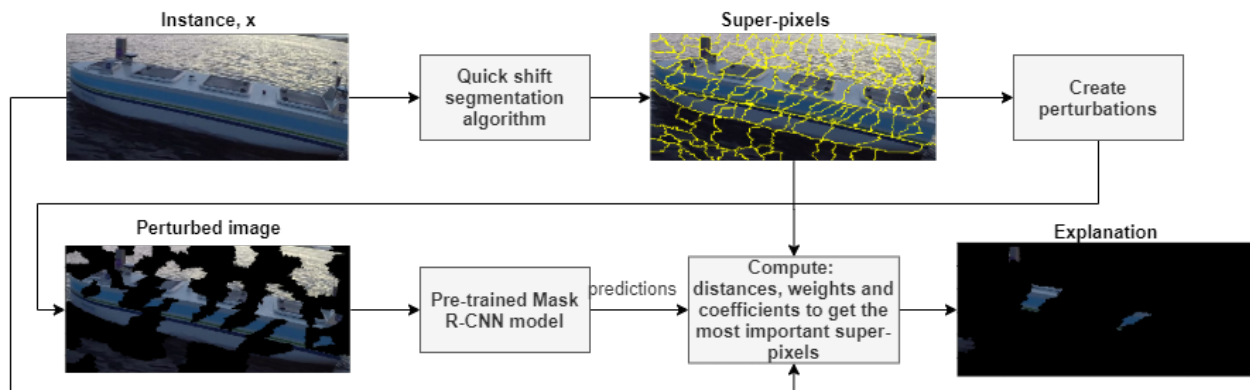 Instance, x
Super-pixels
Quick shift
segmentation
algorithm
Create
perturbations
Perturbed image
Explanation
Pre-trained Mask
R-CNN model
predictions
Compute:
distances, weights and
coefficients to get the
most important super-
pixels